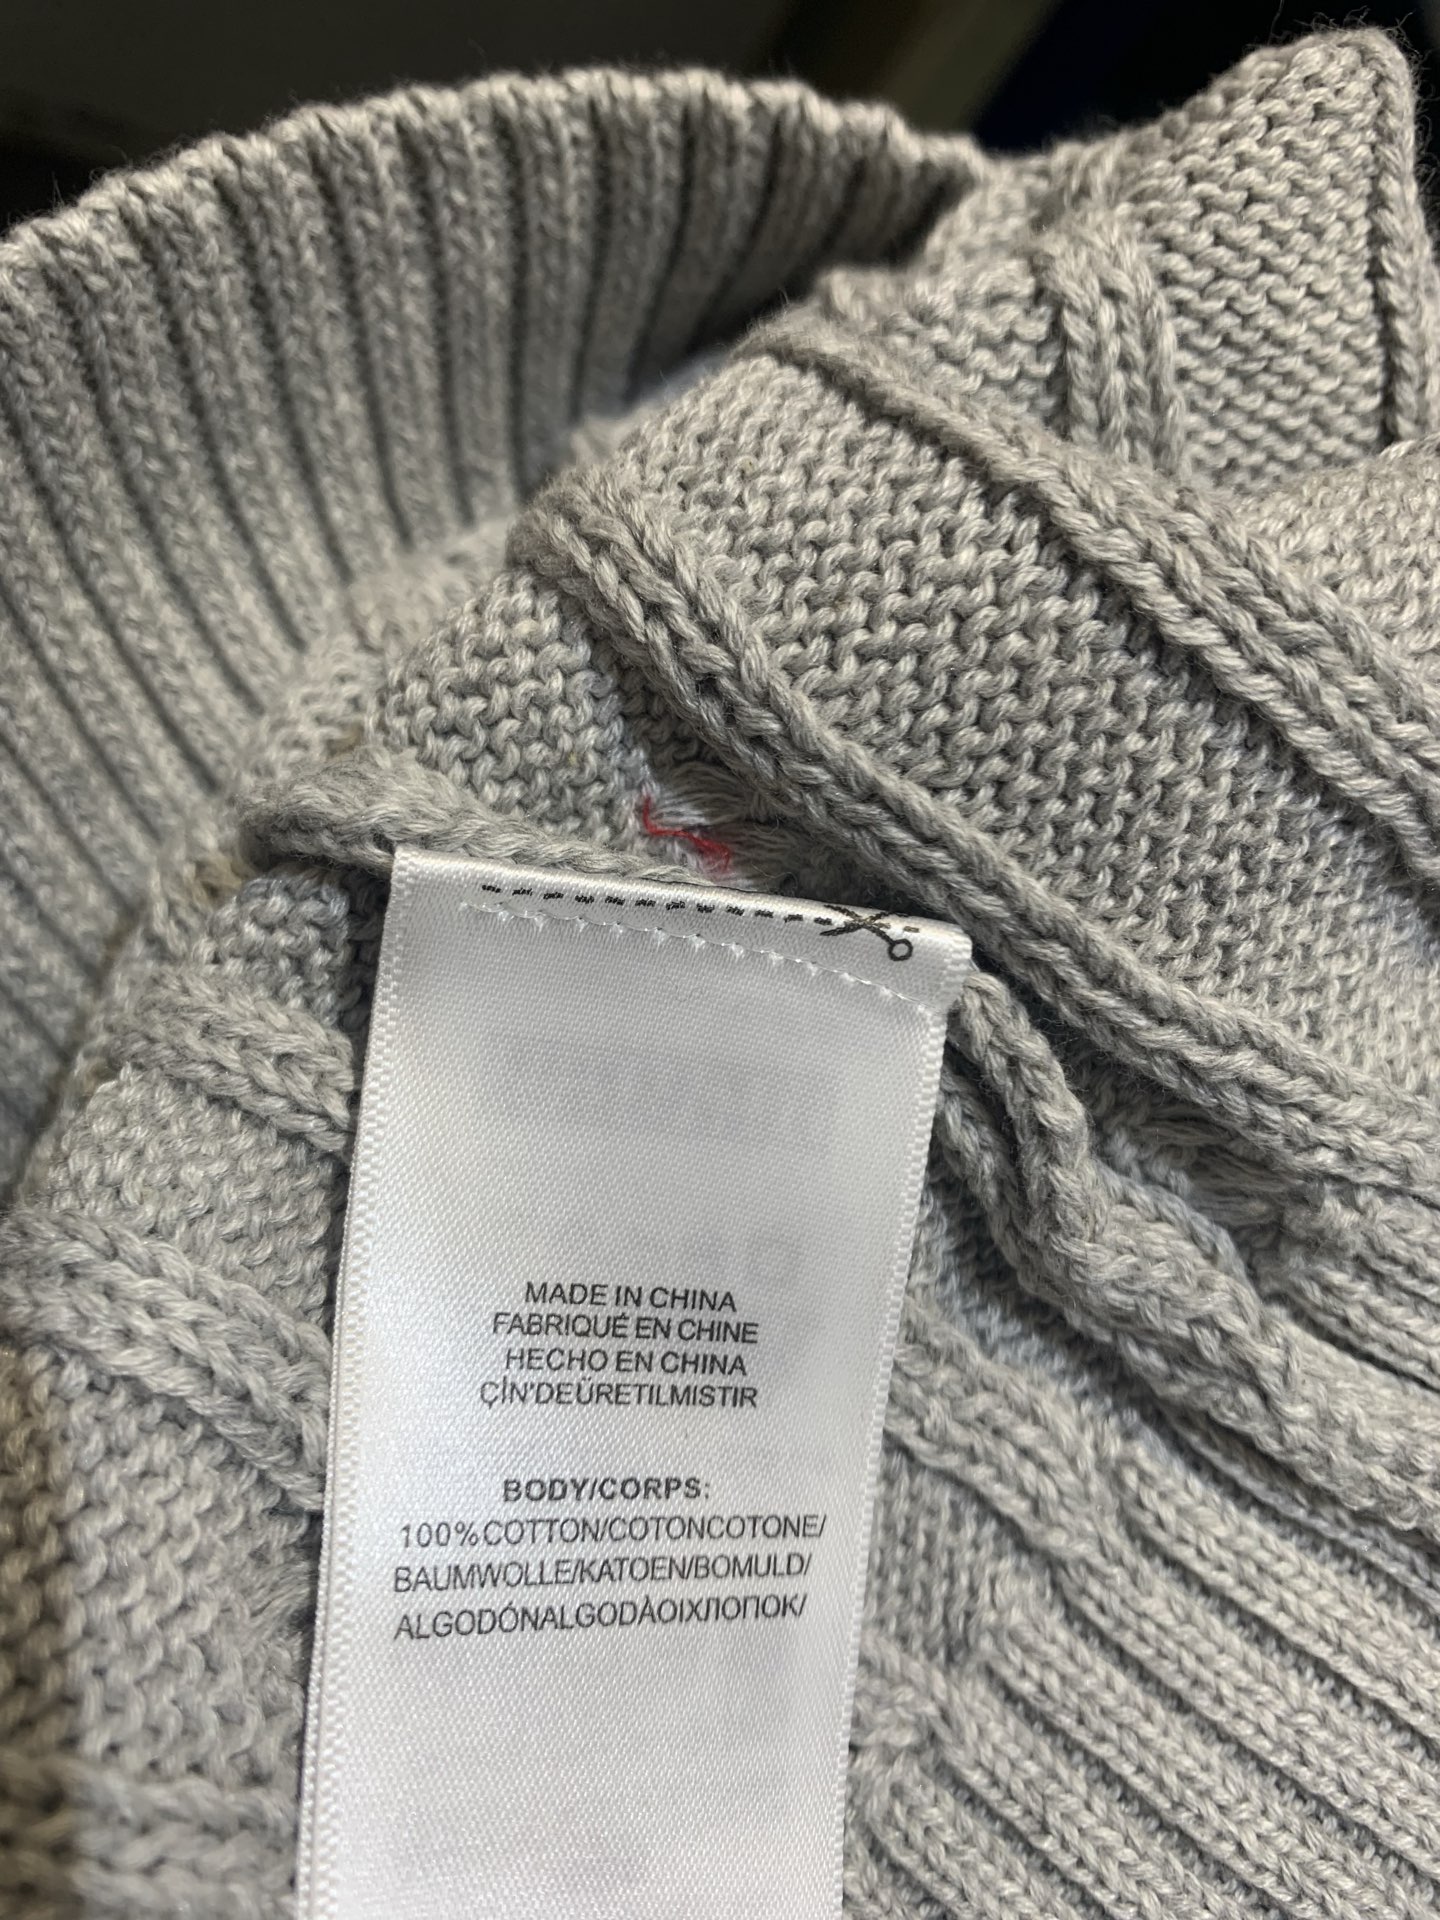 MADE IN CHINA
FABRIQUÉ EN CHINE
HECHO EN CHINA
ÇİN'DEÜRETILMISTIR
BODY/CORPS:
100%COTTON/COTONCOTONE/
BAUMWOLLE/KATOEN/BOMULD/
ALGODÓNALGODÀOIХЛОПОК/